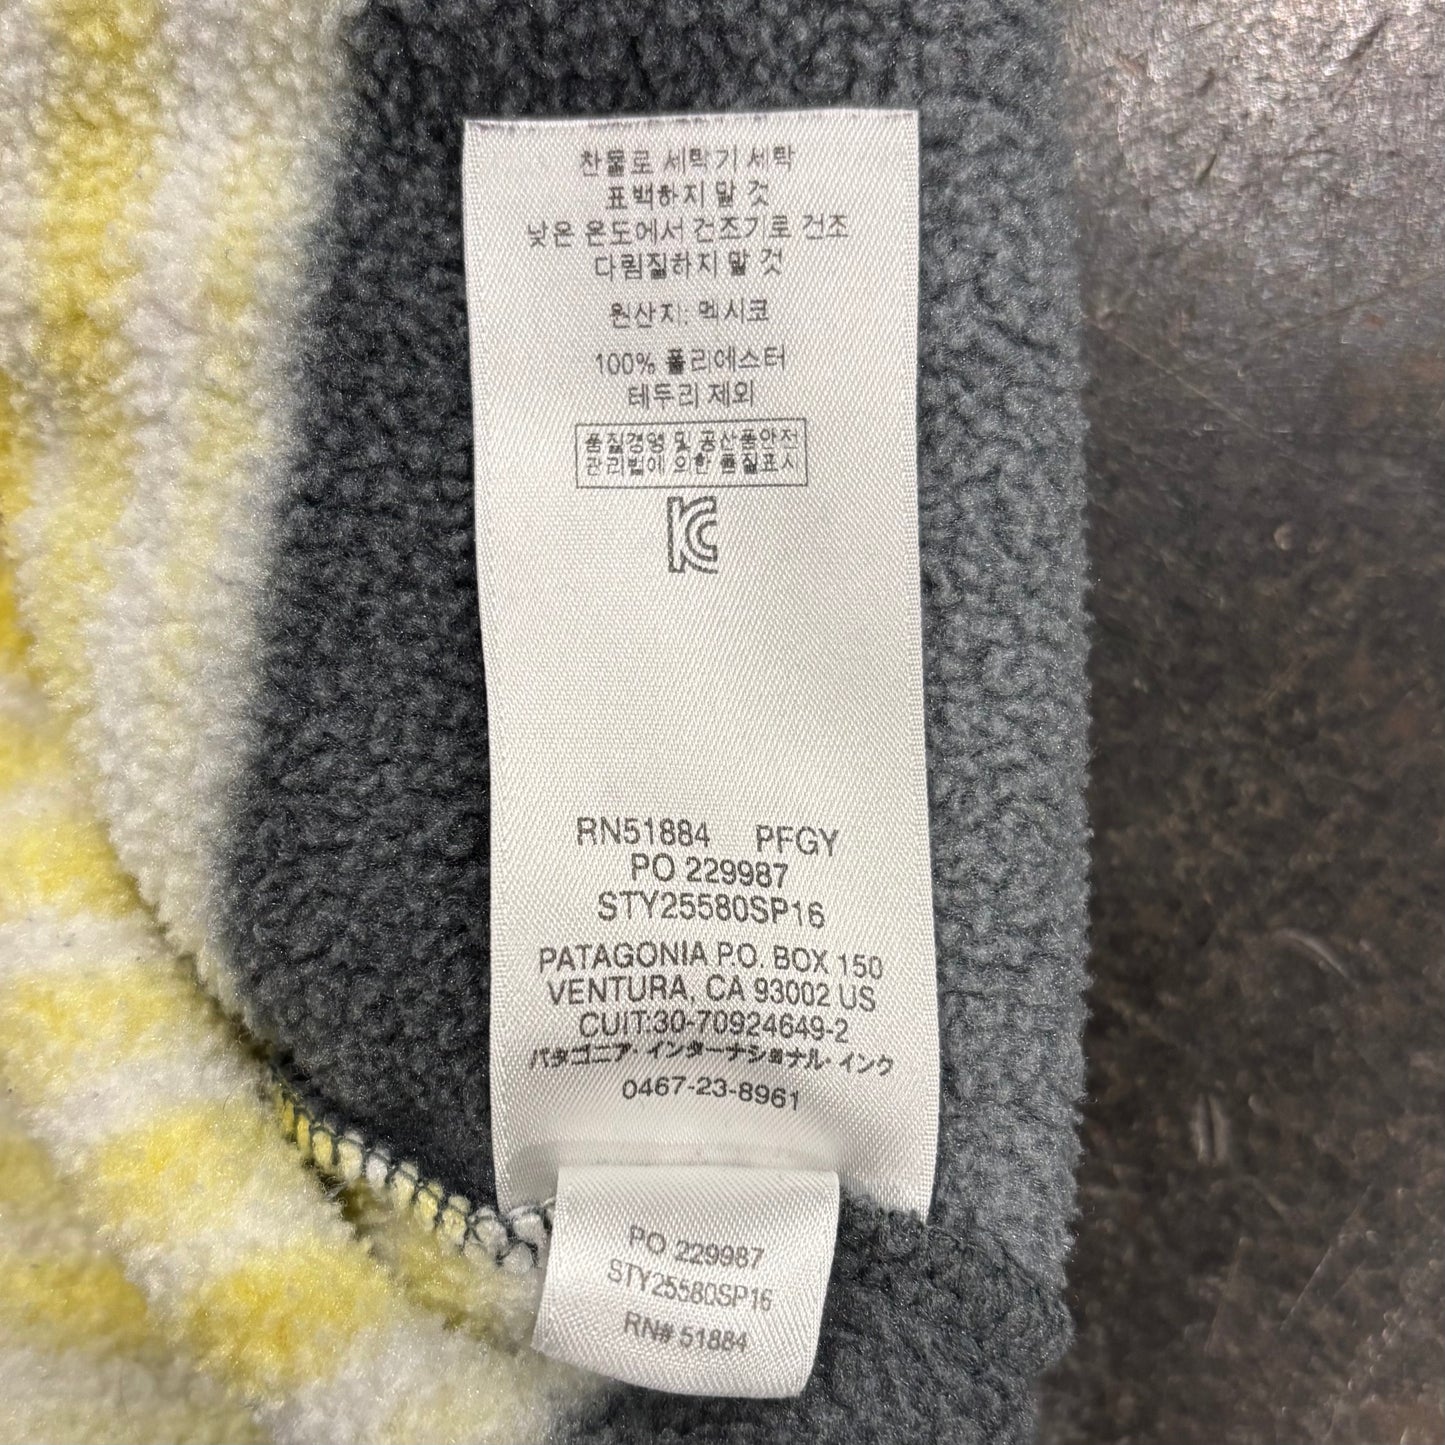 찬물로 세탁기 세탁
표백하지 말 것
낮은 온도에서 건조기로 건조
다림질하지 말 것
원산지: 멕시코
100% 폴리에스터
테두리 제외
품질경영 및 공산품안전
관리법에 의한 품질표시
KC
RN51884 PFGY
PO 229987
STY25580SP16
PATAGONIA P.O. BOX 150
VENTURA, CA 93002 US
CUIT:30-70924649-2
パタゴニア・インターナショナル・インク
0467-23-8961
PO 229987
STY25580SP16
RN# 51884